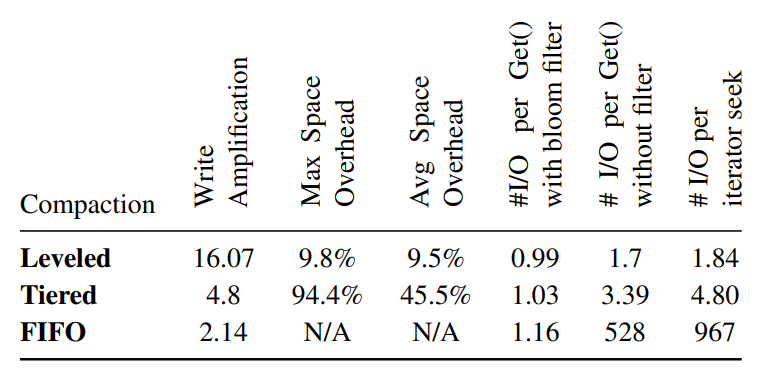 Compaction
Write
Amplification
Max Space
Overhead
Avg Space
Overhead
#I/O per Get()
with bloom filter
# I/O per Get()
without filter
# I/O per
iterator seek
Leveled 16.07 9.8% 9.5% 0.99 1.7 1.84
Tiered 4.8 94.4% 45.5% 1.03 3.39 4.80
FIFO 2.14 N/A N/A 1.16 528 967